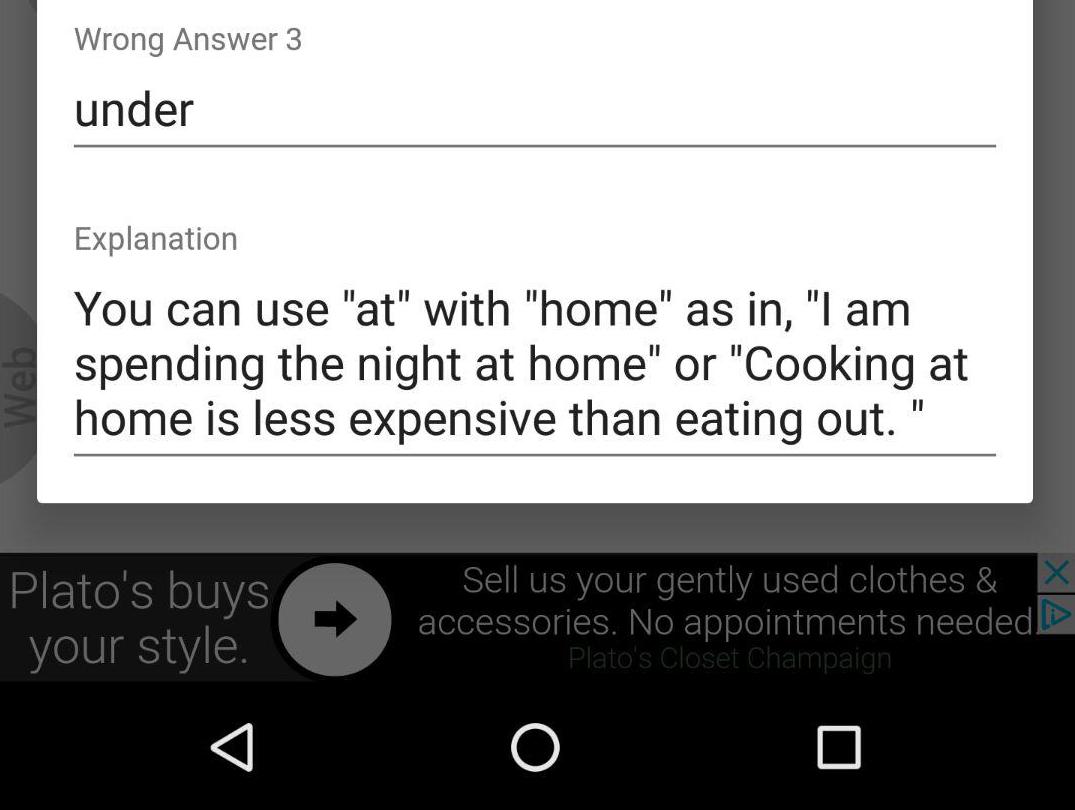 Wrong Answer 3
under
Explanation
You can use "at" with "home" as in, "I am
spending the night at home" or "Cooking at
home is less expensive than eating out. "
Web
Plato's buys
your style.
Sell us your gently used clothes &
accessories. No appointments needed.
Plato's Closet Champaign